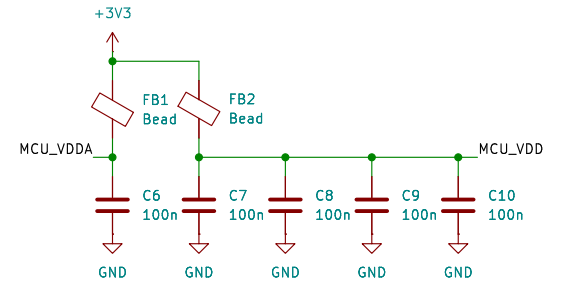 +3V3
FB1
Bead
FB2
Bead
MCU_VDDA
MCU_VDD
C6
100n
C7
100n
C8
100n
C9
100n
C10
100n
GND
GND
GND
GND
GND